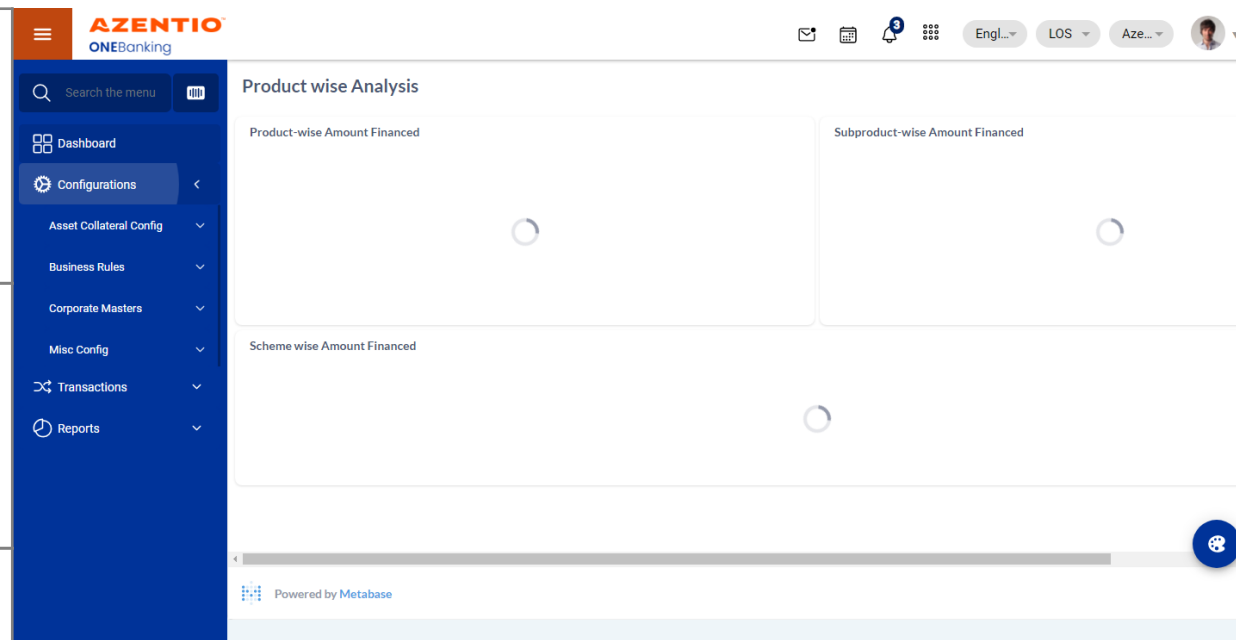 AZENTIO
ONEBanking
3
Engl...
LOS
Aze...
Search the menu
Dashboard
Configurations
Asset Collateral Config
Business Rules
Corporate Masters
Misc Config
Transactions
Reports
Product wise Analysis
Product-wise Amount Financed
Subproduct-wise Amount Financed
Scheme wise Amount Financed
Powered by Metabase